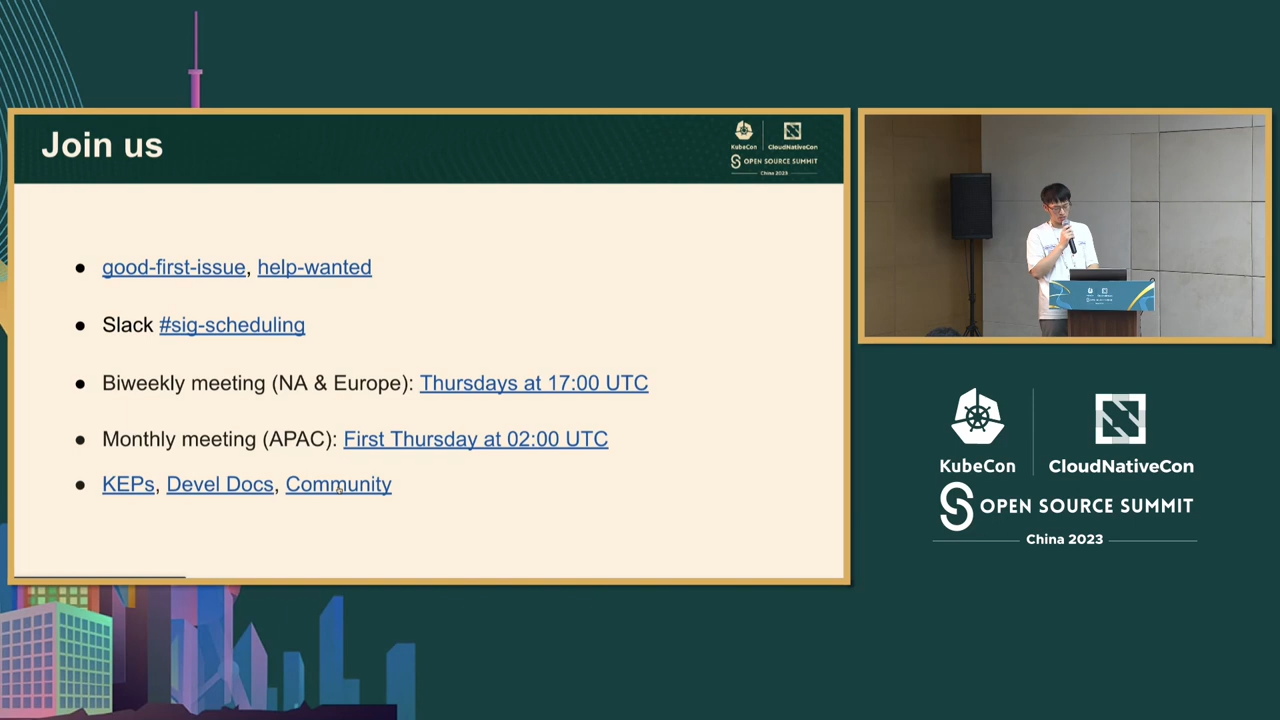 Join us
KubeCon
CloudNativeCon
OPEN SOURCE SUMMIT
China 2023
good-first-issue, help-wanted
Slack #sig-scheduling
Biweekly meeting (NA & Europe): Thursdays at 17:00 UTC
Monthly meeting (APAC): First Thursday at 02:00 UTC
KEPs, Devel Docs, Community
KubeCon
CloudNativeCon
OPEN SOURCE SUMMIT
China 2023